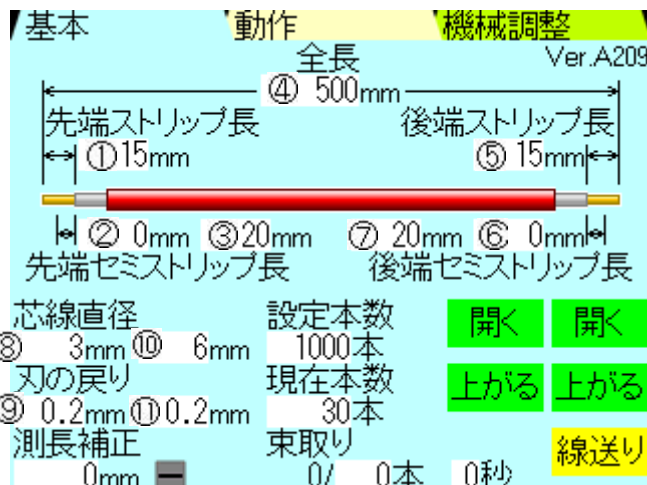 基本 動作 機械調整
全長 Ver.A209
④ 500mm
先端ストリップ長 後端ストリップ長
①15mm ⑤ 15mm
② 0mm ③20mm ⑦ 20mm ⑥ 0mm
先端セミストリップ長 後端セミストリップ長
芯線直径 設定本数 開く 開く
⑧ 3mm ⑩ 6mm 1000本
刃の戻り 現在本数 上がる 上がる
⑨ 0.2mm ⑪0.2mm 30本
測長補正 束取り 線送り
0mm 0/ 0本 0秒